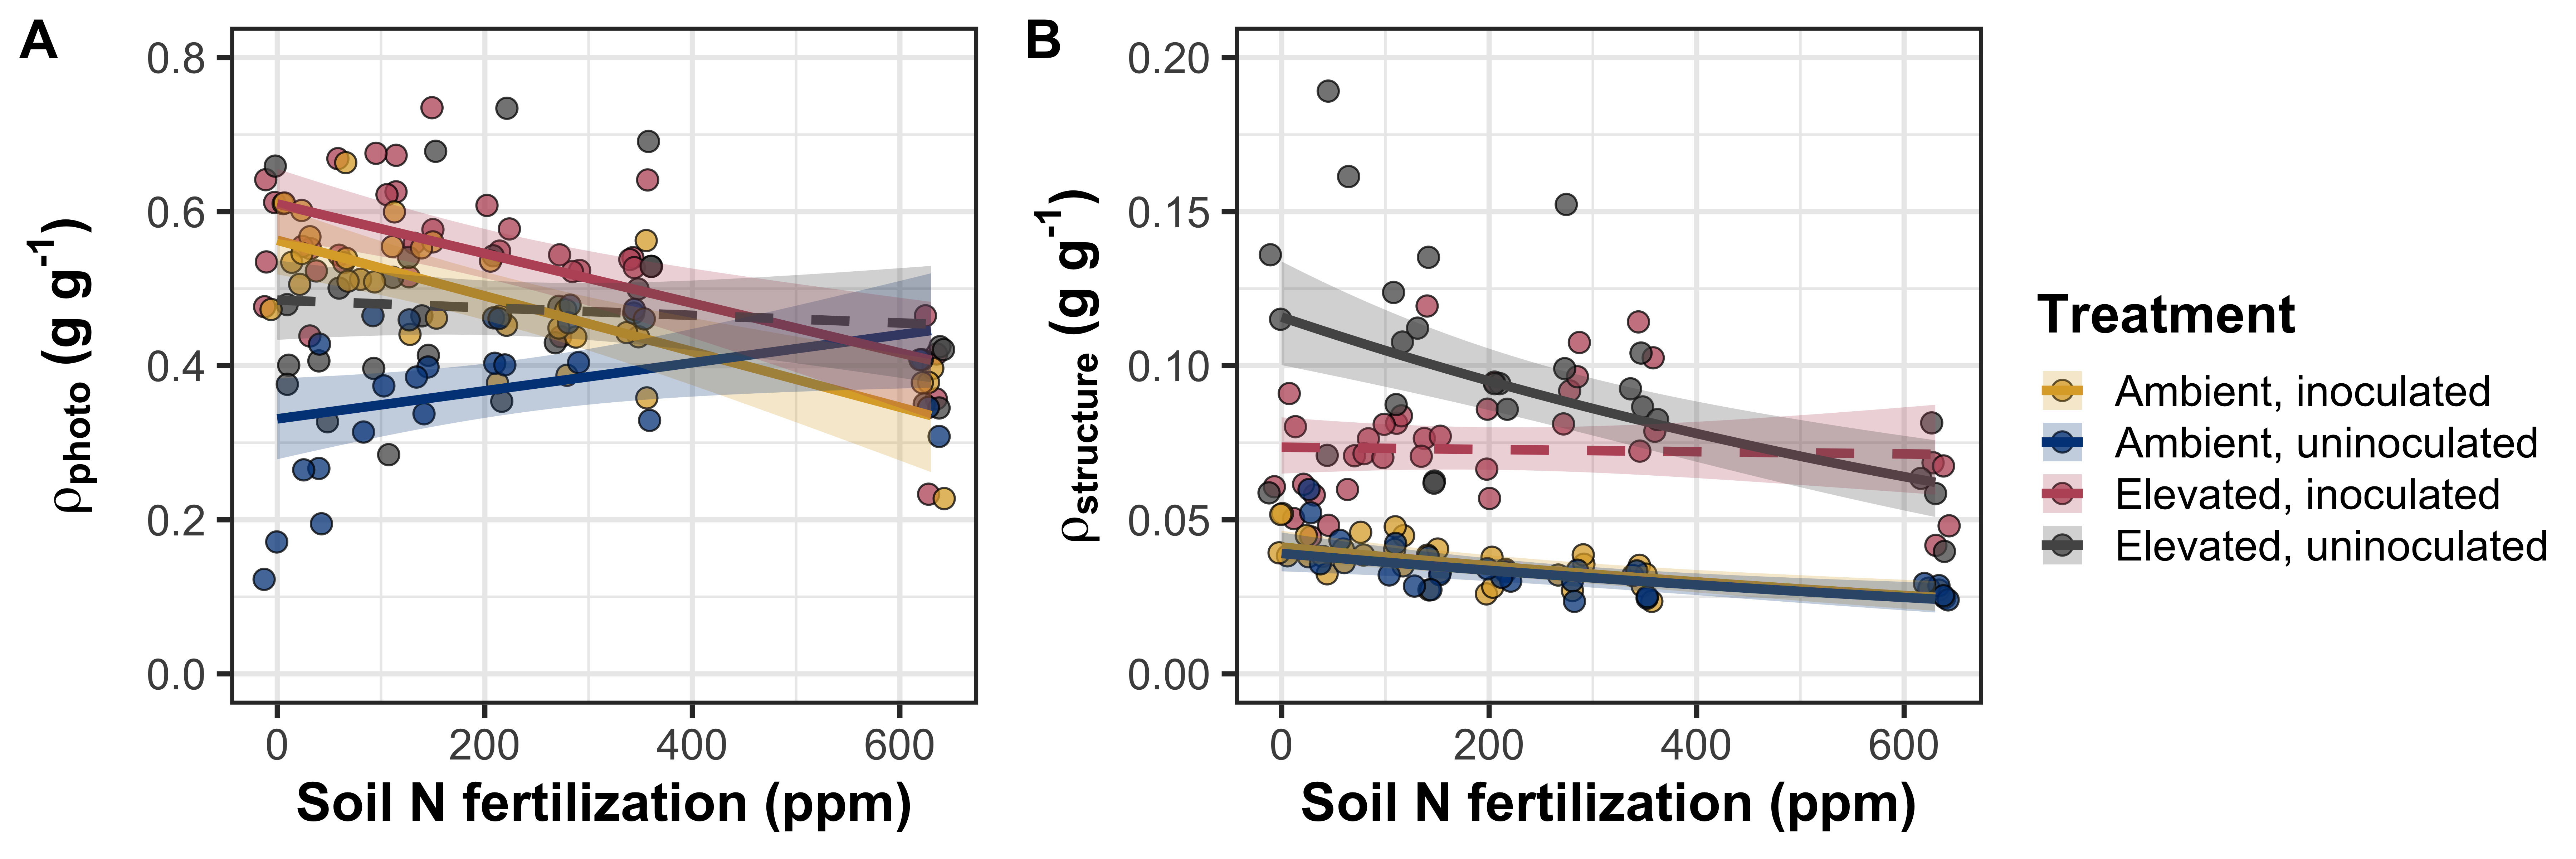 A
0.8
0.6
0.4
0.2
0.0
ρphoto (g g-1)
0
200
400
600
Soil N fertilization (ppm)
B
0.20
0.15
0.10
0.05
0.00
ρstructure (g g-1)
0
200
400
600
Soil N fertilization (ppm)
Treatment
Ambient, inoculated
Ambient, uninoculated
Elevated, inoculated
Elevated, uninoculated